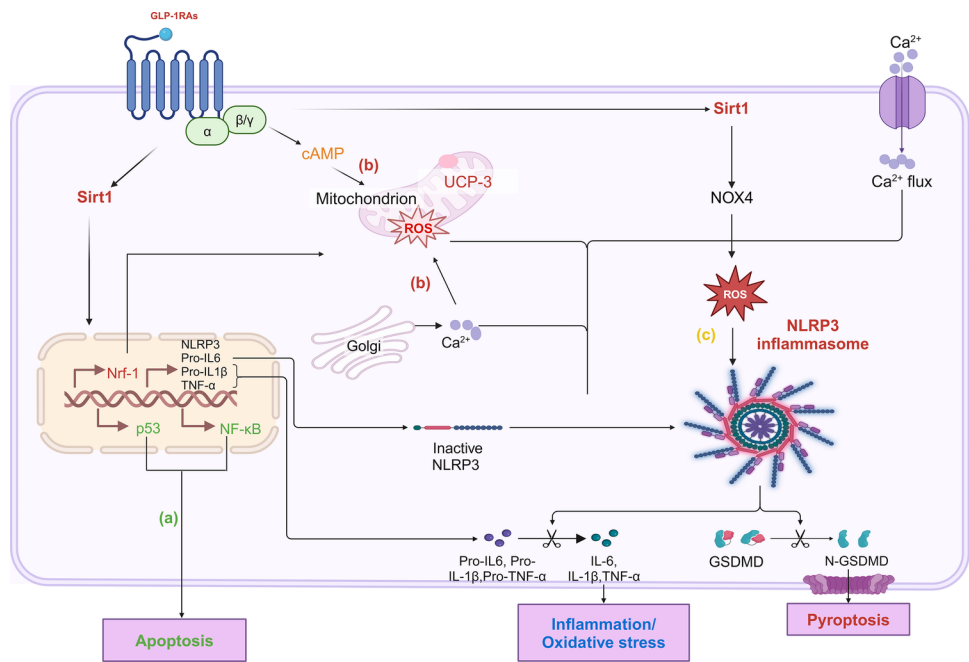 GLP-1RAs
Ca²⁺
β/γ
α
Sirt1
cAMP
(b)
UCP-3
Mitochondrion
Sirt1
Ca²⁺ flux
NOX4
ROS
(b)
ROS
Golgi
Ca²⁺
(c)
NLRP3
inflammasome
NLRP3
Pro-IL6
Nrf-1
Pro-IL1β
TNF-α
p53
NF-κB
Inactive
NLRP3
(a)
Pro-IL6, Pro-
IL-1β,Pro-TNF-α
IL-6,
IL-1β,TNF-α
GSDMD
N-GSDMD
Apoptosis
Inflammation/
Oxidative stress
Pyroptosis